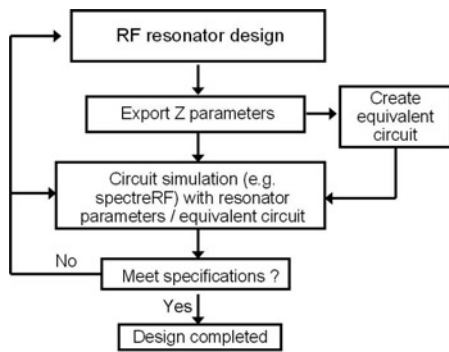 RF resonator design
Export Z parameters
Create
equivalent
circuit
Circuit simulation (e.g.
spectreRF) with resonator
parameters / equivalent circuit
No
Meet specifications ?
Yes
Design completed